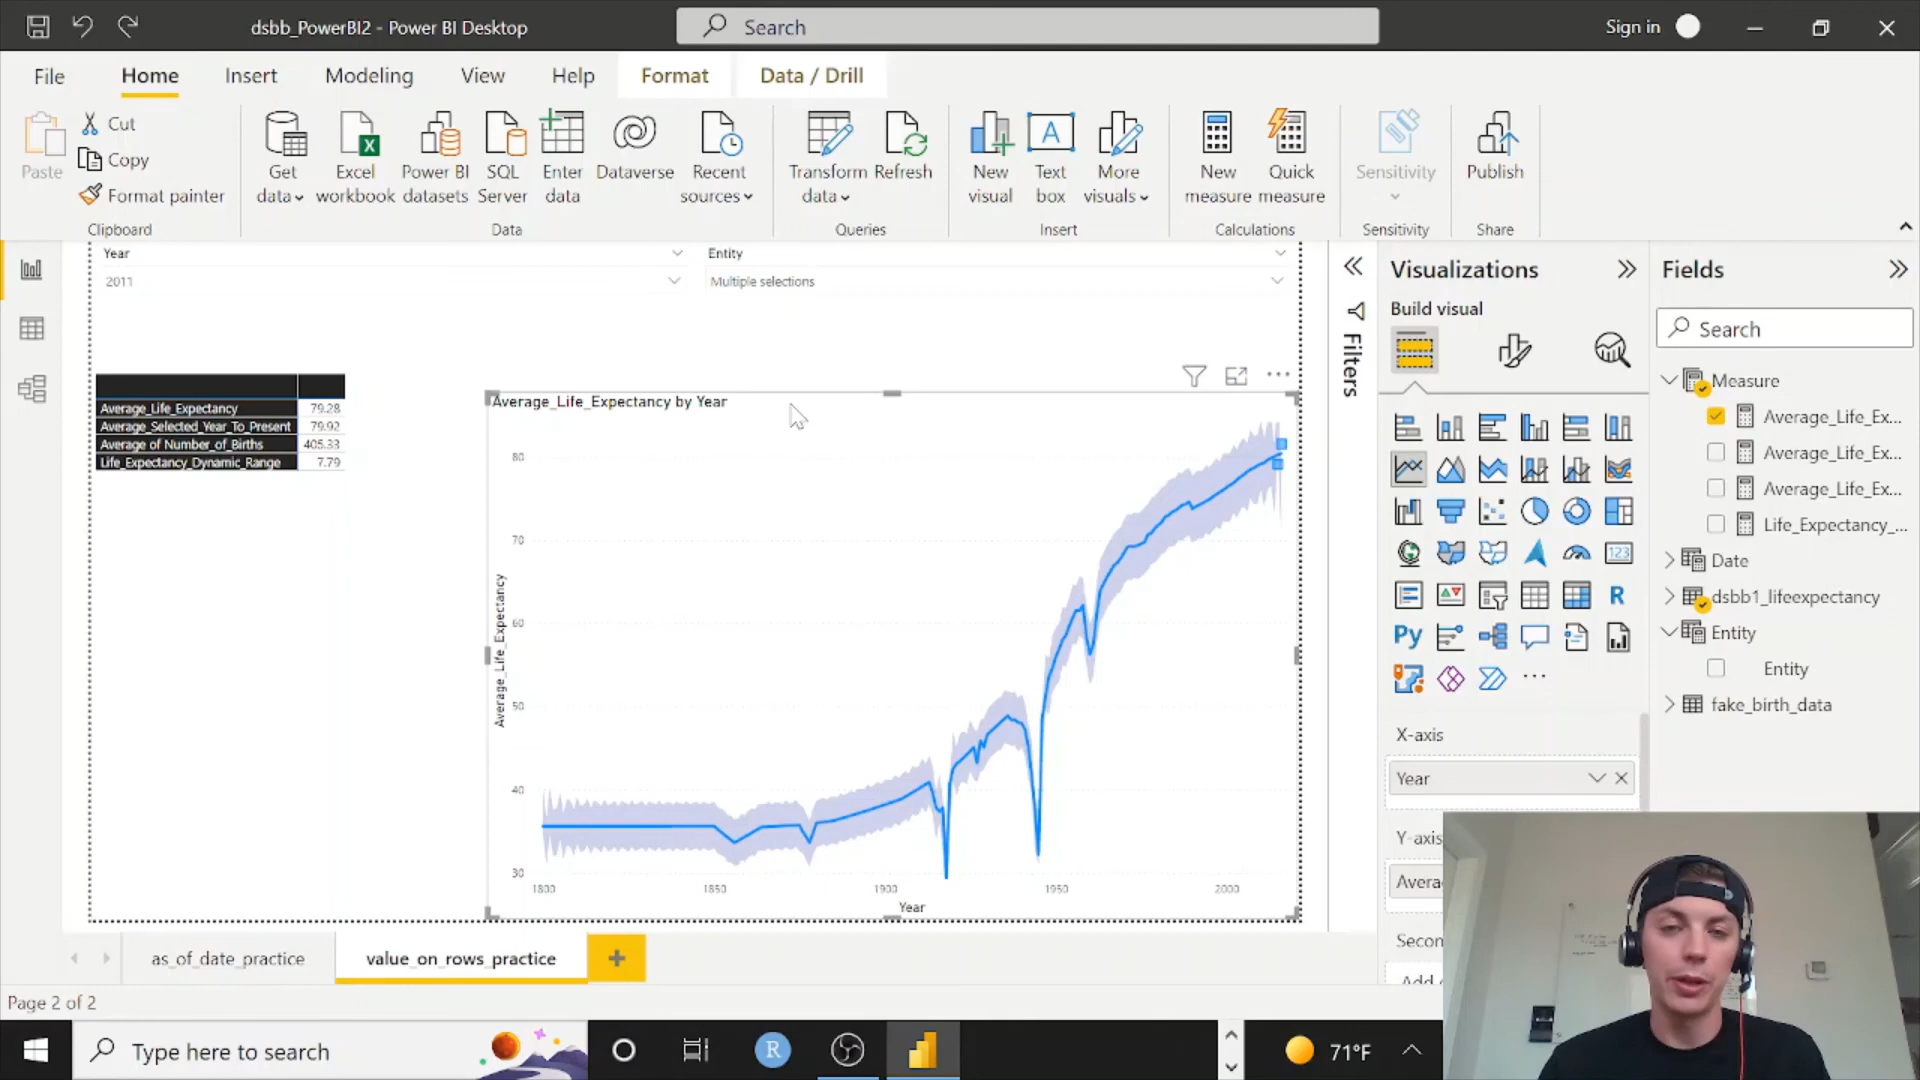 dsbb_PowerBI2 - Power BI Desktop
Search
Sign in
File
Home
Insert
Modeling
View
Help
Format
Data / Drill
Paste
Cut
Copy
Format painter
Clipboard
Get data
Excel workbook
Power BI datasets
SQL Server
Enter data
Dataverse
Recent sources
Data
Transform data
Refresh
Queries
New visual
Text box
More visuals
Insert
New measure
Quick measure
Calculations
Sensitivity
Sensitivity
Publish
Share
Year
2011
Entity
Multiple selections
Average_Life_Expectancy 79.28
Average_Selected_Year_To_Present 79.92
Average of Number_of_Births 405.33
Life_Expectancy_Dynamic_Range 7.79
Average_Life_Expectancy by Year
Average_Life_Expectancy
80
70
60
50
40
30
1800
1850
1900
1950
2000
Year
Filters
Visualizations
Build visual
123
R
Py
X-axis
Year
Y-axis
Avera
Secon
Add
Fields
Search
Measure
Average_Life_Ex...
Average_Life_Ex...
Average_Life_Ex...
Life_Expectancy_...
Date
dsbb1_lifeexpectancy
Entity
Entity
fake_birth_data
as_of_date_practice
value_on_rows_practice
Page 2 of 2
Type here to search
R
71°F